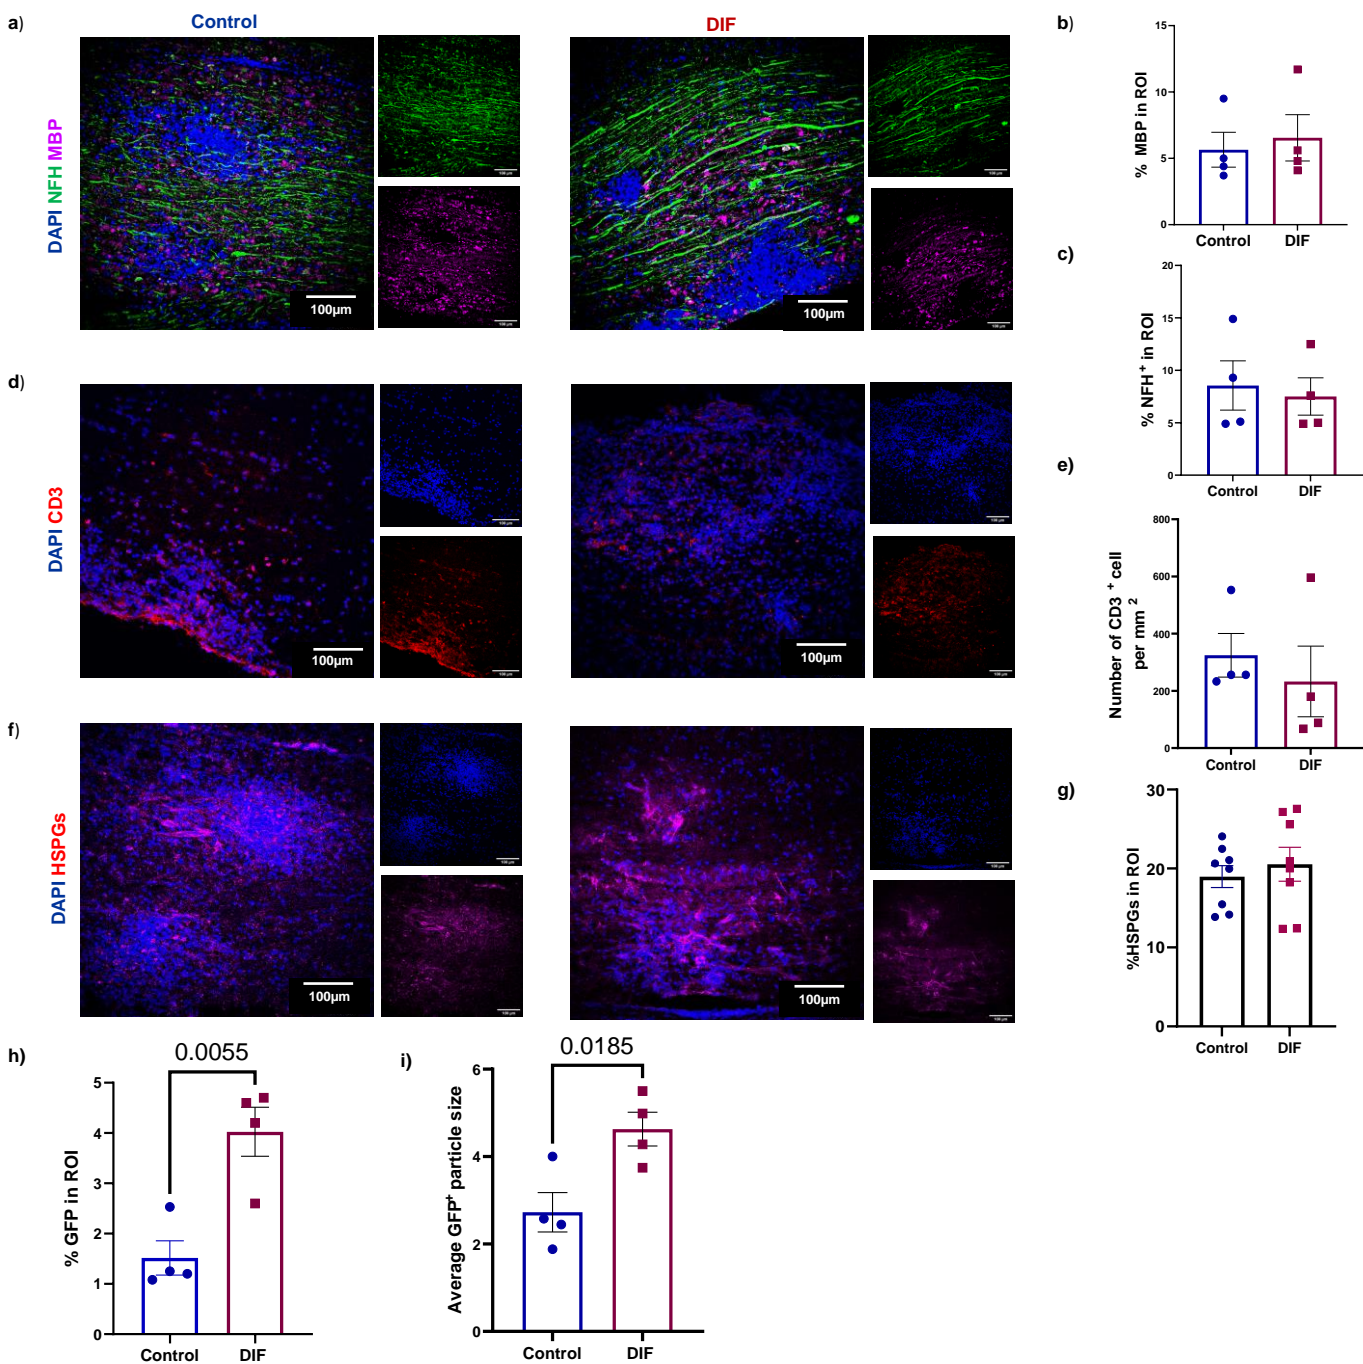 a)
Control
DIF
DAPI NFH MBP
100µm
100µm
b)
% MBP in ROI
15
10
5
0
Control DIF
c)
% NFH+ in ROI
20
15
10
5
0
Control DIF
d)
DAPI CD3
100µm
100µm
e)
Number of CD3 + cell
per mm 2
800
600
400
200
0
Control DIF
f)
DAPI HSPGs
100µm
100µm
g)
%HSPGs in ROI
30
20
10
0
Control DIF
h)
0.0055
% GFP in ROI
5
4
3
2
1
0
Control DIF
i)
0.0185
Average GFP+ particle size
6
4
2
0
Control DIF